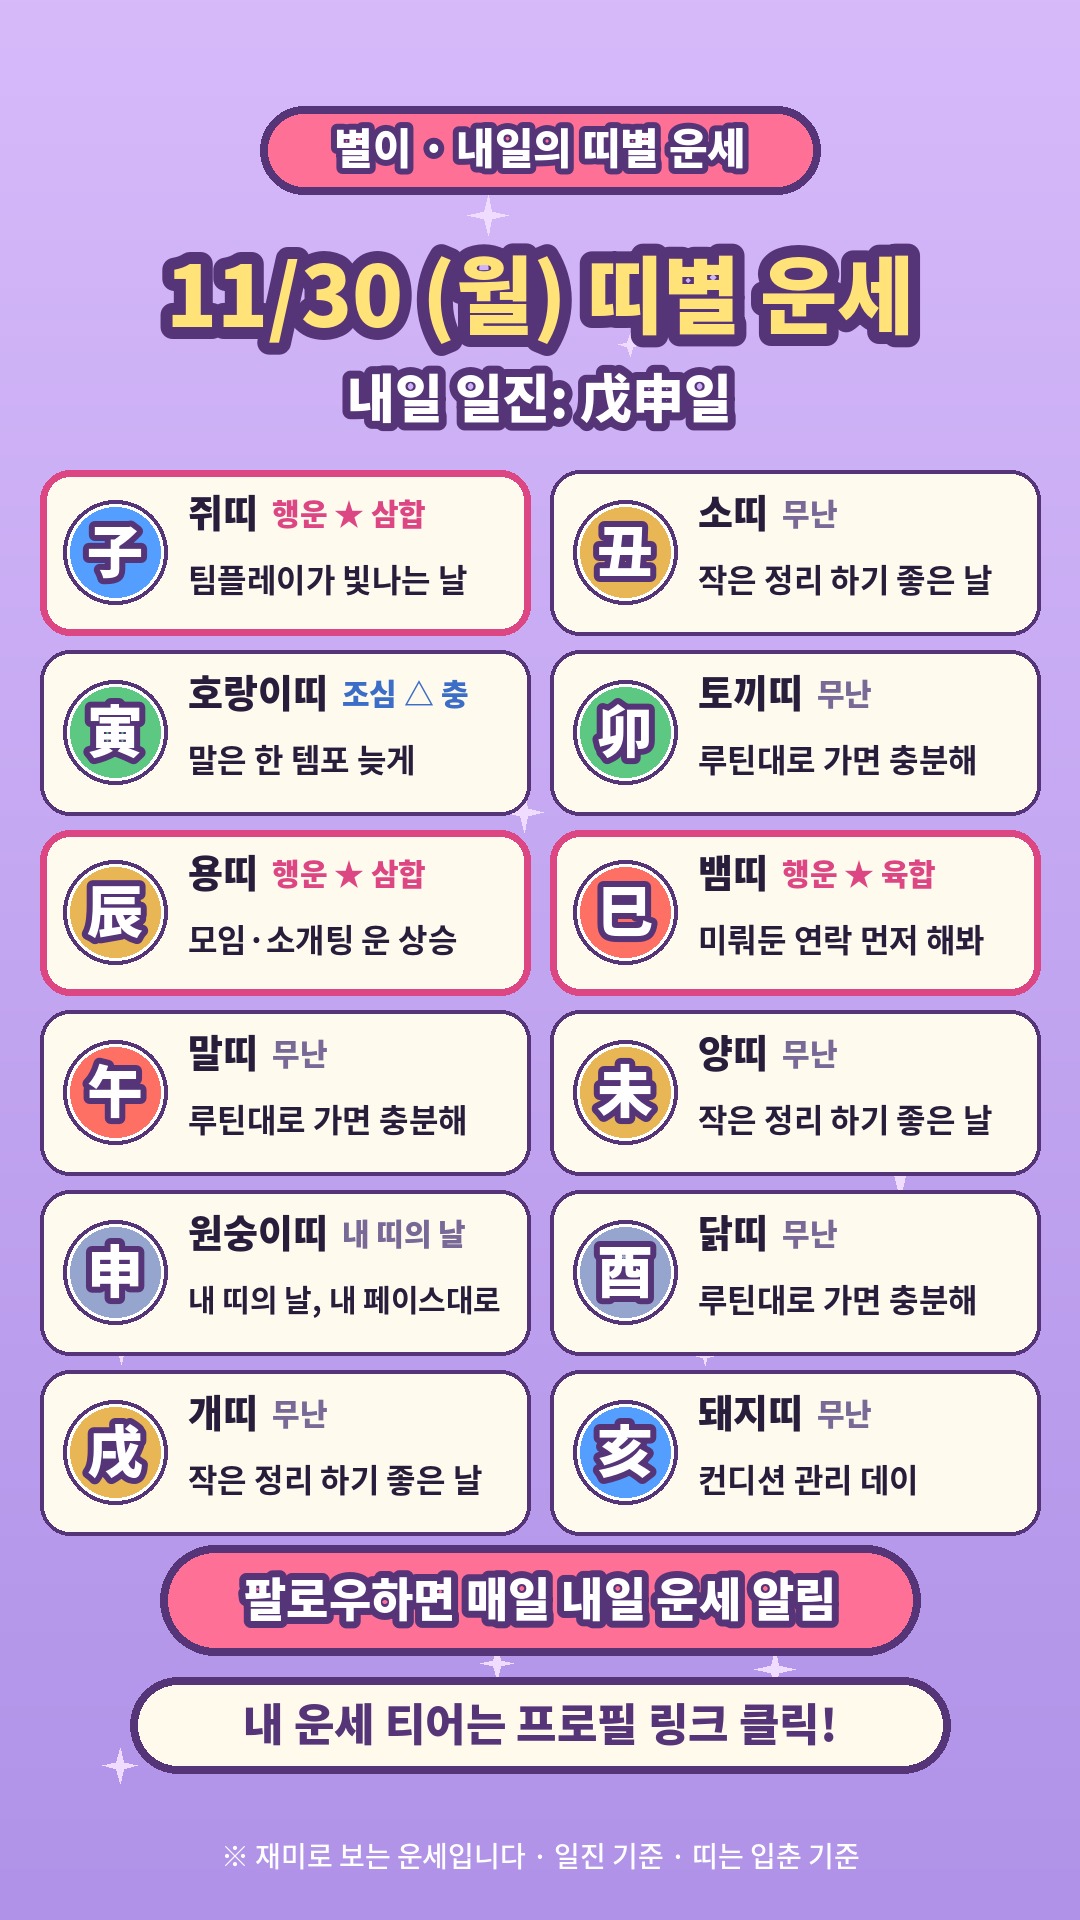 별이 · 내일의 띠별 운세
11/30 (월) 띠별 운세
내일 일진: 戊申일
子
쥐띠 행운 ★ 삼합
팀플레이가 빛나는 날
丑
소띠 무난
작은 정리 하기 좋은 날
寅
호랑이띠 조심 △ 충
말은 한 템포 늦게
卯
토끼띠 무난
루틴대로 가면 충분해
辰
용띠 행운 ★ 삼합
모임·소개팅 운 상승
巳
뱀띠 행운 ★ 육합
미뤄둔 연락 먼저 해봐
午
말띠 무난
루틴대로 가면 충분해
未
양띠 무난
작은 정리 하기 좋은 날
申
원숭이띠 내 띠의 날
내 띠의 날, 내 페이스대로
酉
닭띠 무난
루틴대로 가면 충분해
戌
개띠 무난
작은 정리 하기 좋은 날
亥
돼지띠 무난
컨디션 관리 데이
팔로우하면 매일 내일 운세 알림
내 운세 티어는 프로필 링크 클릭!
※ 재미로 보는 운세입니다 · 일진 기준 · 띠는 입춘 기준